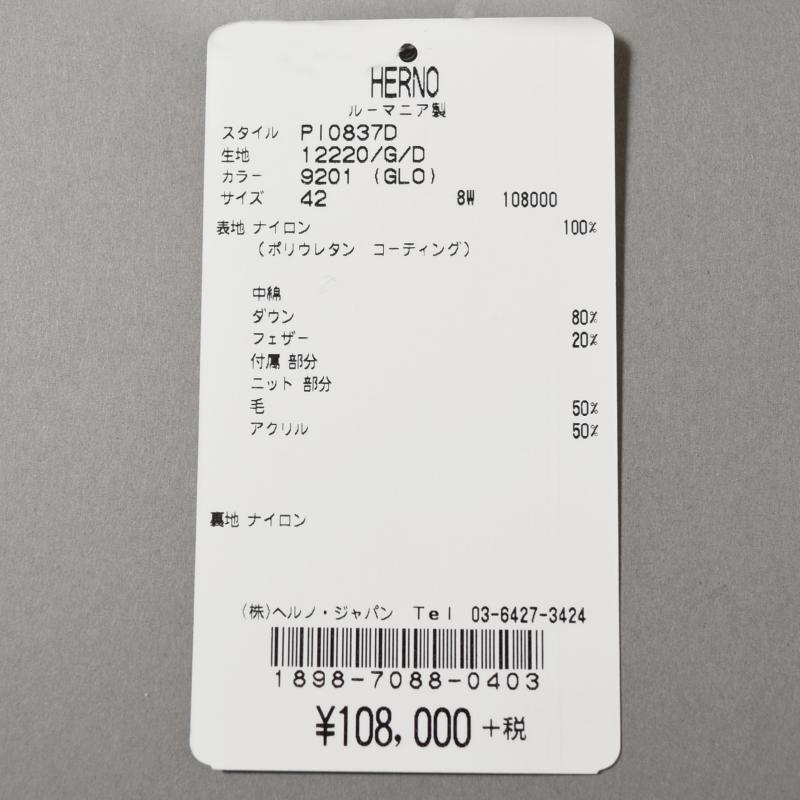 HERNO
ルーマニア製
スタイル PI0837D
生地 12220/G/D
カラー 9201 (GLO)
サイズ 42 8W 108000
表地 ナイロン 100%
(ポリウレタン コーティング)
中綿
ダウン 80%
フェザー 20%
付属 部分
ニット 部分
毛 50%
アクリル 50%
裏地 ナイロン
(株)ヘルノ・ジャパン Tel 03-6427-3424
1898-7088-0403
¥108,000 +税